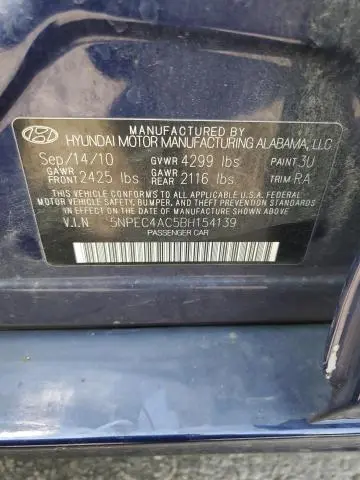 MANUFACTURED BY
HYUNDAI MOTOR MANUFACTURING ALABAMA, LLC
Sep/14/10 GVWR 4299 lbs. PAINT 3U
GAWR FRONT 2425 lbs. GAWR REAR 2116 lbs. TRIM RA
THIS VEHICLE CONFORMS TO ALL APPLICABLE U.S.A. FEDERAL
MOTOR VEHICLE SAFETY, BUMPER, AND THEFT PREVENTION STANDARDS
IN EFFECT ON THE DATE OF MANUFACTURE SHOWN ABOVE.
V.I.N 5NPEC4AC5BH154139
PASSENGER CAR